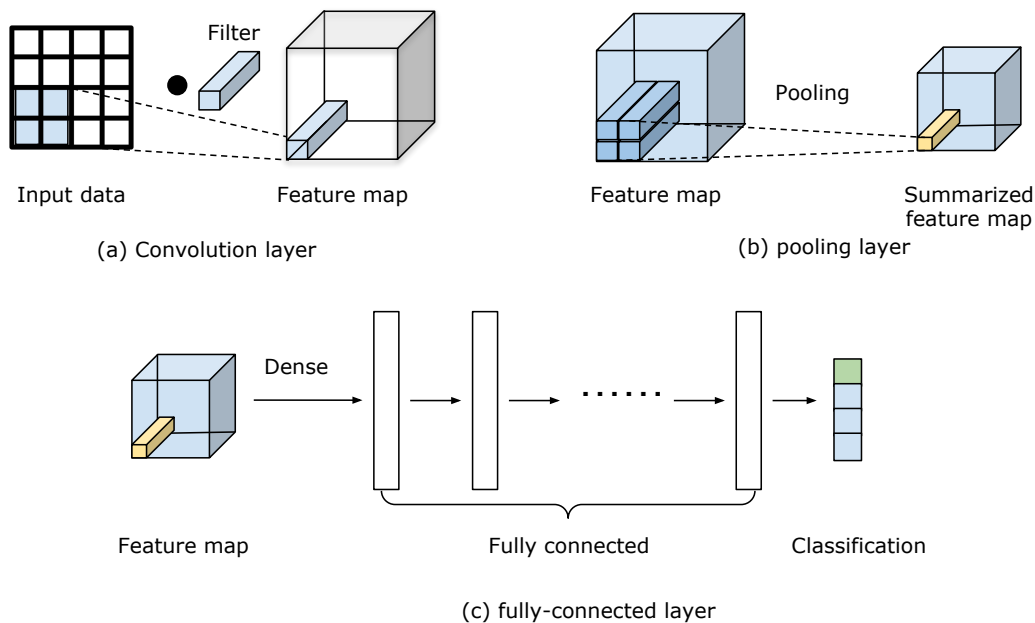 Filter
Input data
Feature map
(a) Convolution layer
Pooling
Feature map
Summarized
feature map
(b) pooling layer
Dense
......
Feature map
Fully connected
Classification
(c) fully-connected layer